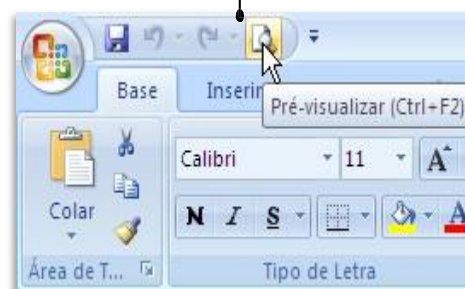 Base
Inserir
Pré-visualizar (Ctrl+F2)
Calibri
11
A
Colar
N I S
A
Área de T...
Tipo de Letra